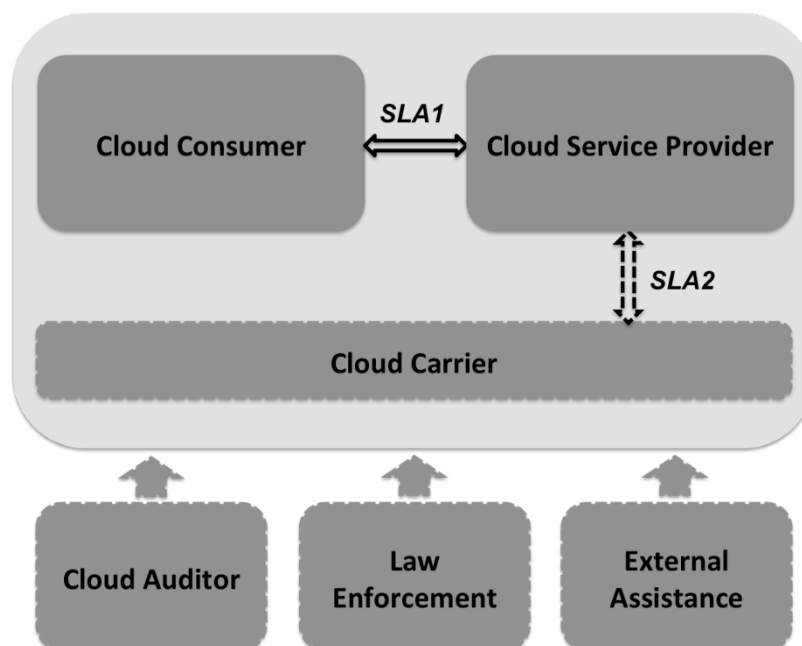 Cloud Consumer
SLA1
Cloud Service Provider
SLA2
Cloud Carrier
Cloud Auditor
Law
Enforcement
External
Assistance